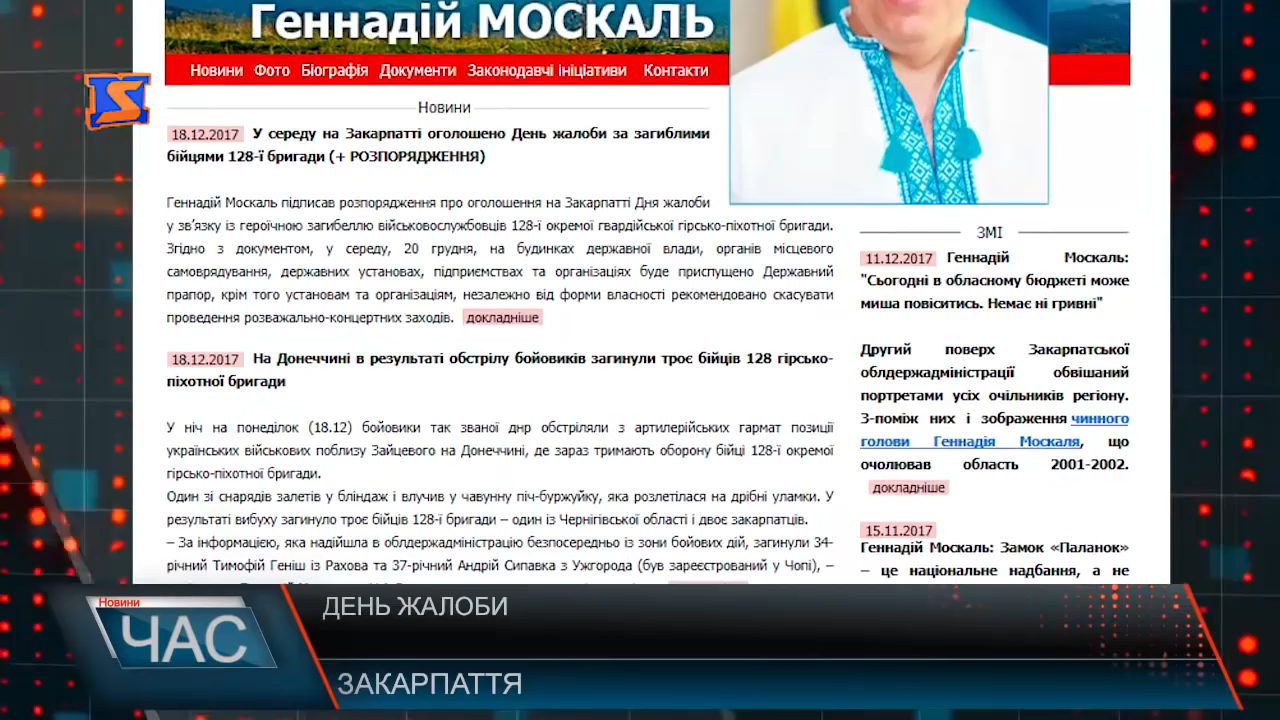 Геннадій МОСКАЛЬ
Новини Фото Біографія Документи Законодавчі ініціативи Контакти
Новини
18.12.2017 У середу на Закарпатті оголошено День жалоби за загиблими
бійцями 128-ї бригади (+ РОЗПОРЯДЖЕННЯ)
Геннадій Москаль підписав розпорядження про оголошення на Закарпатті Дня жалоби
у зв’язку із героїчною загибеллю військовослужбовців 128-ї окремої гвардійської гірсько-піхотної бригади.
Згідно з документом, у середу, 20 грудня, на будинках державної влади, органів місцевого
самоврядування, державних установах, підприємствах та організаціях буде приспущено Державний
прапор, крім того установам та організаціям, незалежно від форми власності рекомендовано скасувати
проведення розважально-концертних заходів. докладніше
18.12.2017 На Донеччині в результаті обстрілу бойовиків загинули троє бійців 128 гірсько-
піхотної бригади
У ніч на понеділок (18.12) бойовики так званої днр обстріляли з артилерійських гармат позиції
українських військових поблизу Зайцевого на Донеччині, де зараз тримають оборону бійці 128-ї окремої
гірсько-піхотної бригади.
Один зі снарядів залетів у бліндаж і влучив у чавунну піч-буржуйку, яка розлетілася на дрібні уламки. У
результаті вибуху загинуло троє бійців 128-ї бригади – один із Чернігівської області і двоє закарпатців.
– За інформацією, яка надійшла в облдержадміністрацію безпосередньо із зони бойових дій, загинули 34-
річний Тимофій Геніш із Рахова та 37-річний Андрій Сипавка з Ужгорода (був зареєстрований у Чопі), –
ЗМІ
11.12.2017 Геннадій Москаль:
"Сьогодні в обласному бюджеті може
миша повіситись. Немає ні гривні"
Другий поверх Закарпатської
облдержадміністрації обвішаний
портретами усіх очільників регіону.
З-поміж них і зображення чинного
голови Геннадія Москаля, що
очолював область 2001-2002.
докладніше
15.11.2017
Геннадій Москаль: Замок «Паланок»
– це національне надбання, а не
Новини
ЧАС
ДЕНЬ ЖАЛОБИ
ЗАКАРПАТТЯ